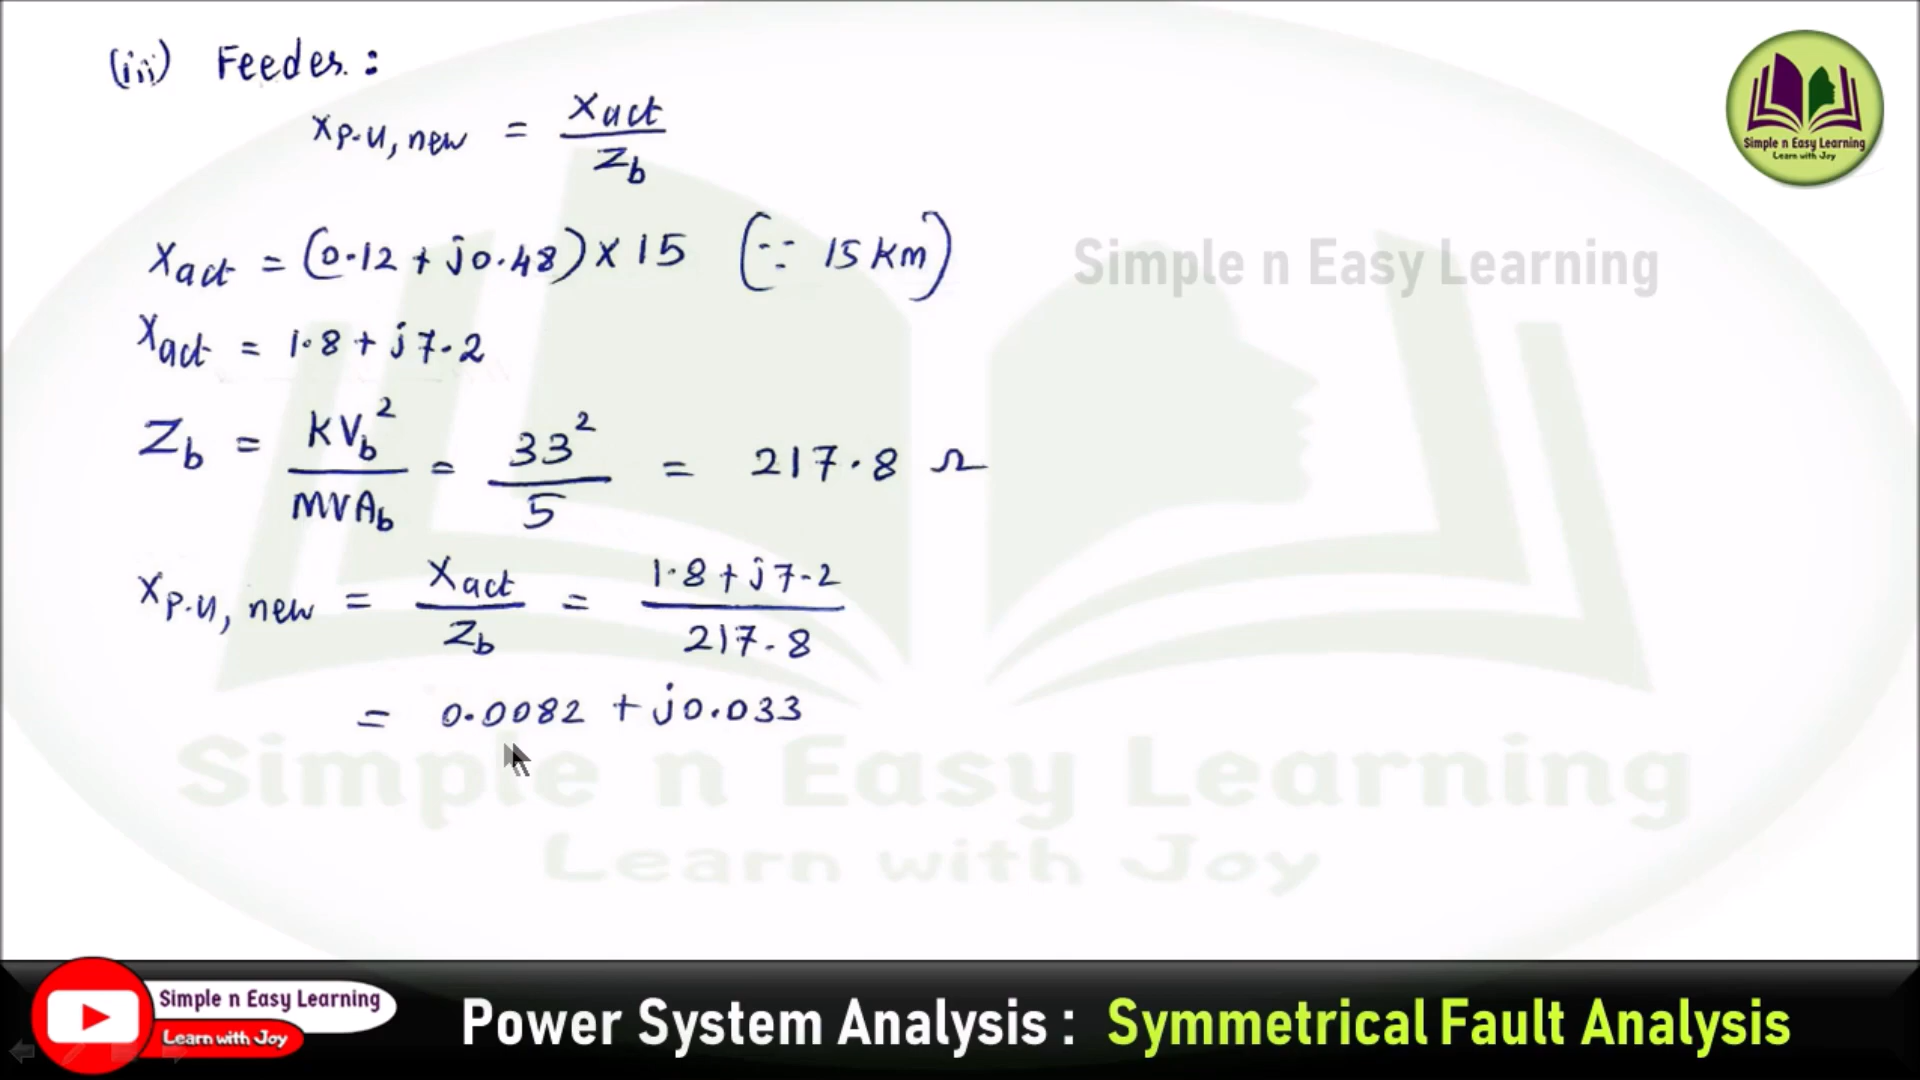 (iii) Feeder :
Xp.u, new = Xact / Zb
Simple n Easy Learning
Learn with Joy
Xact = (0.12 + j0.48) × 15 (∵ 15 km)
Simple n Easy Learning
Xact = 1.8 + j7.2
Zb = kVb² / MVAb = 33² / 5 = 217.8 Ω
Xp.u, new = Xact / Zb = 1.8 + j7.2 / 217.8
= 0.0082 + j0.033
Simple n Easy Learning
Learn with Joy
Simple n Easy Learning
Learn with Joy
Power System Analysis : Symmetrical Fault Analysis